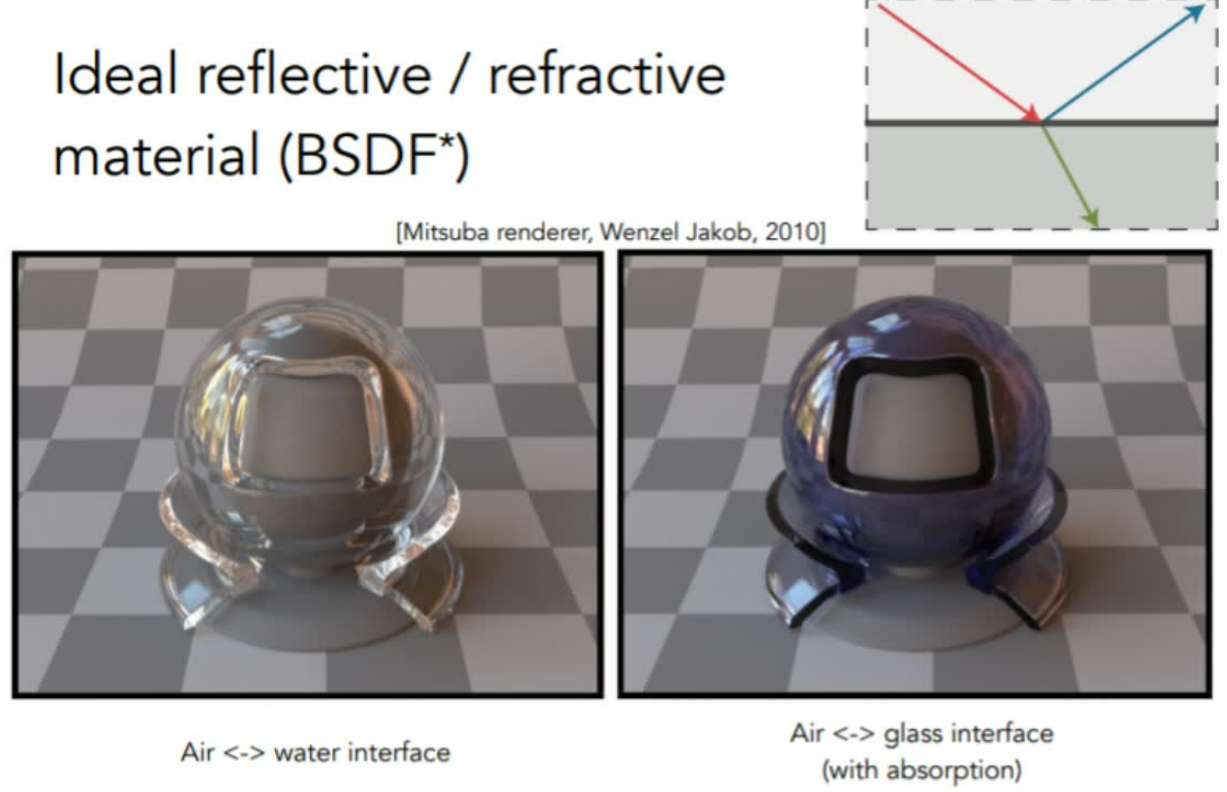 Ideal reflective / refractive
material (BSDF*)
[Mitsuba renderer, Wenzel Jakob, 2010]
Air <-> water interface
Air <-> glass interface
(with absorption)